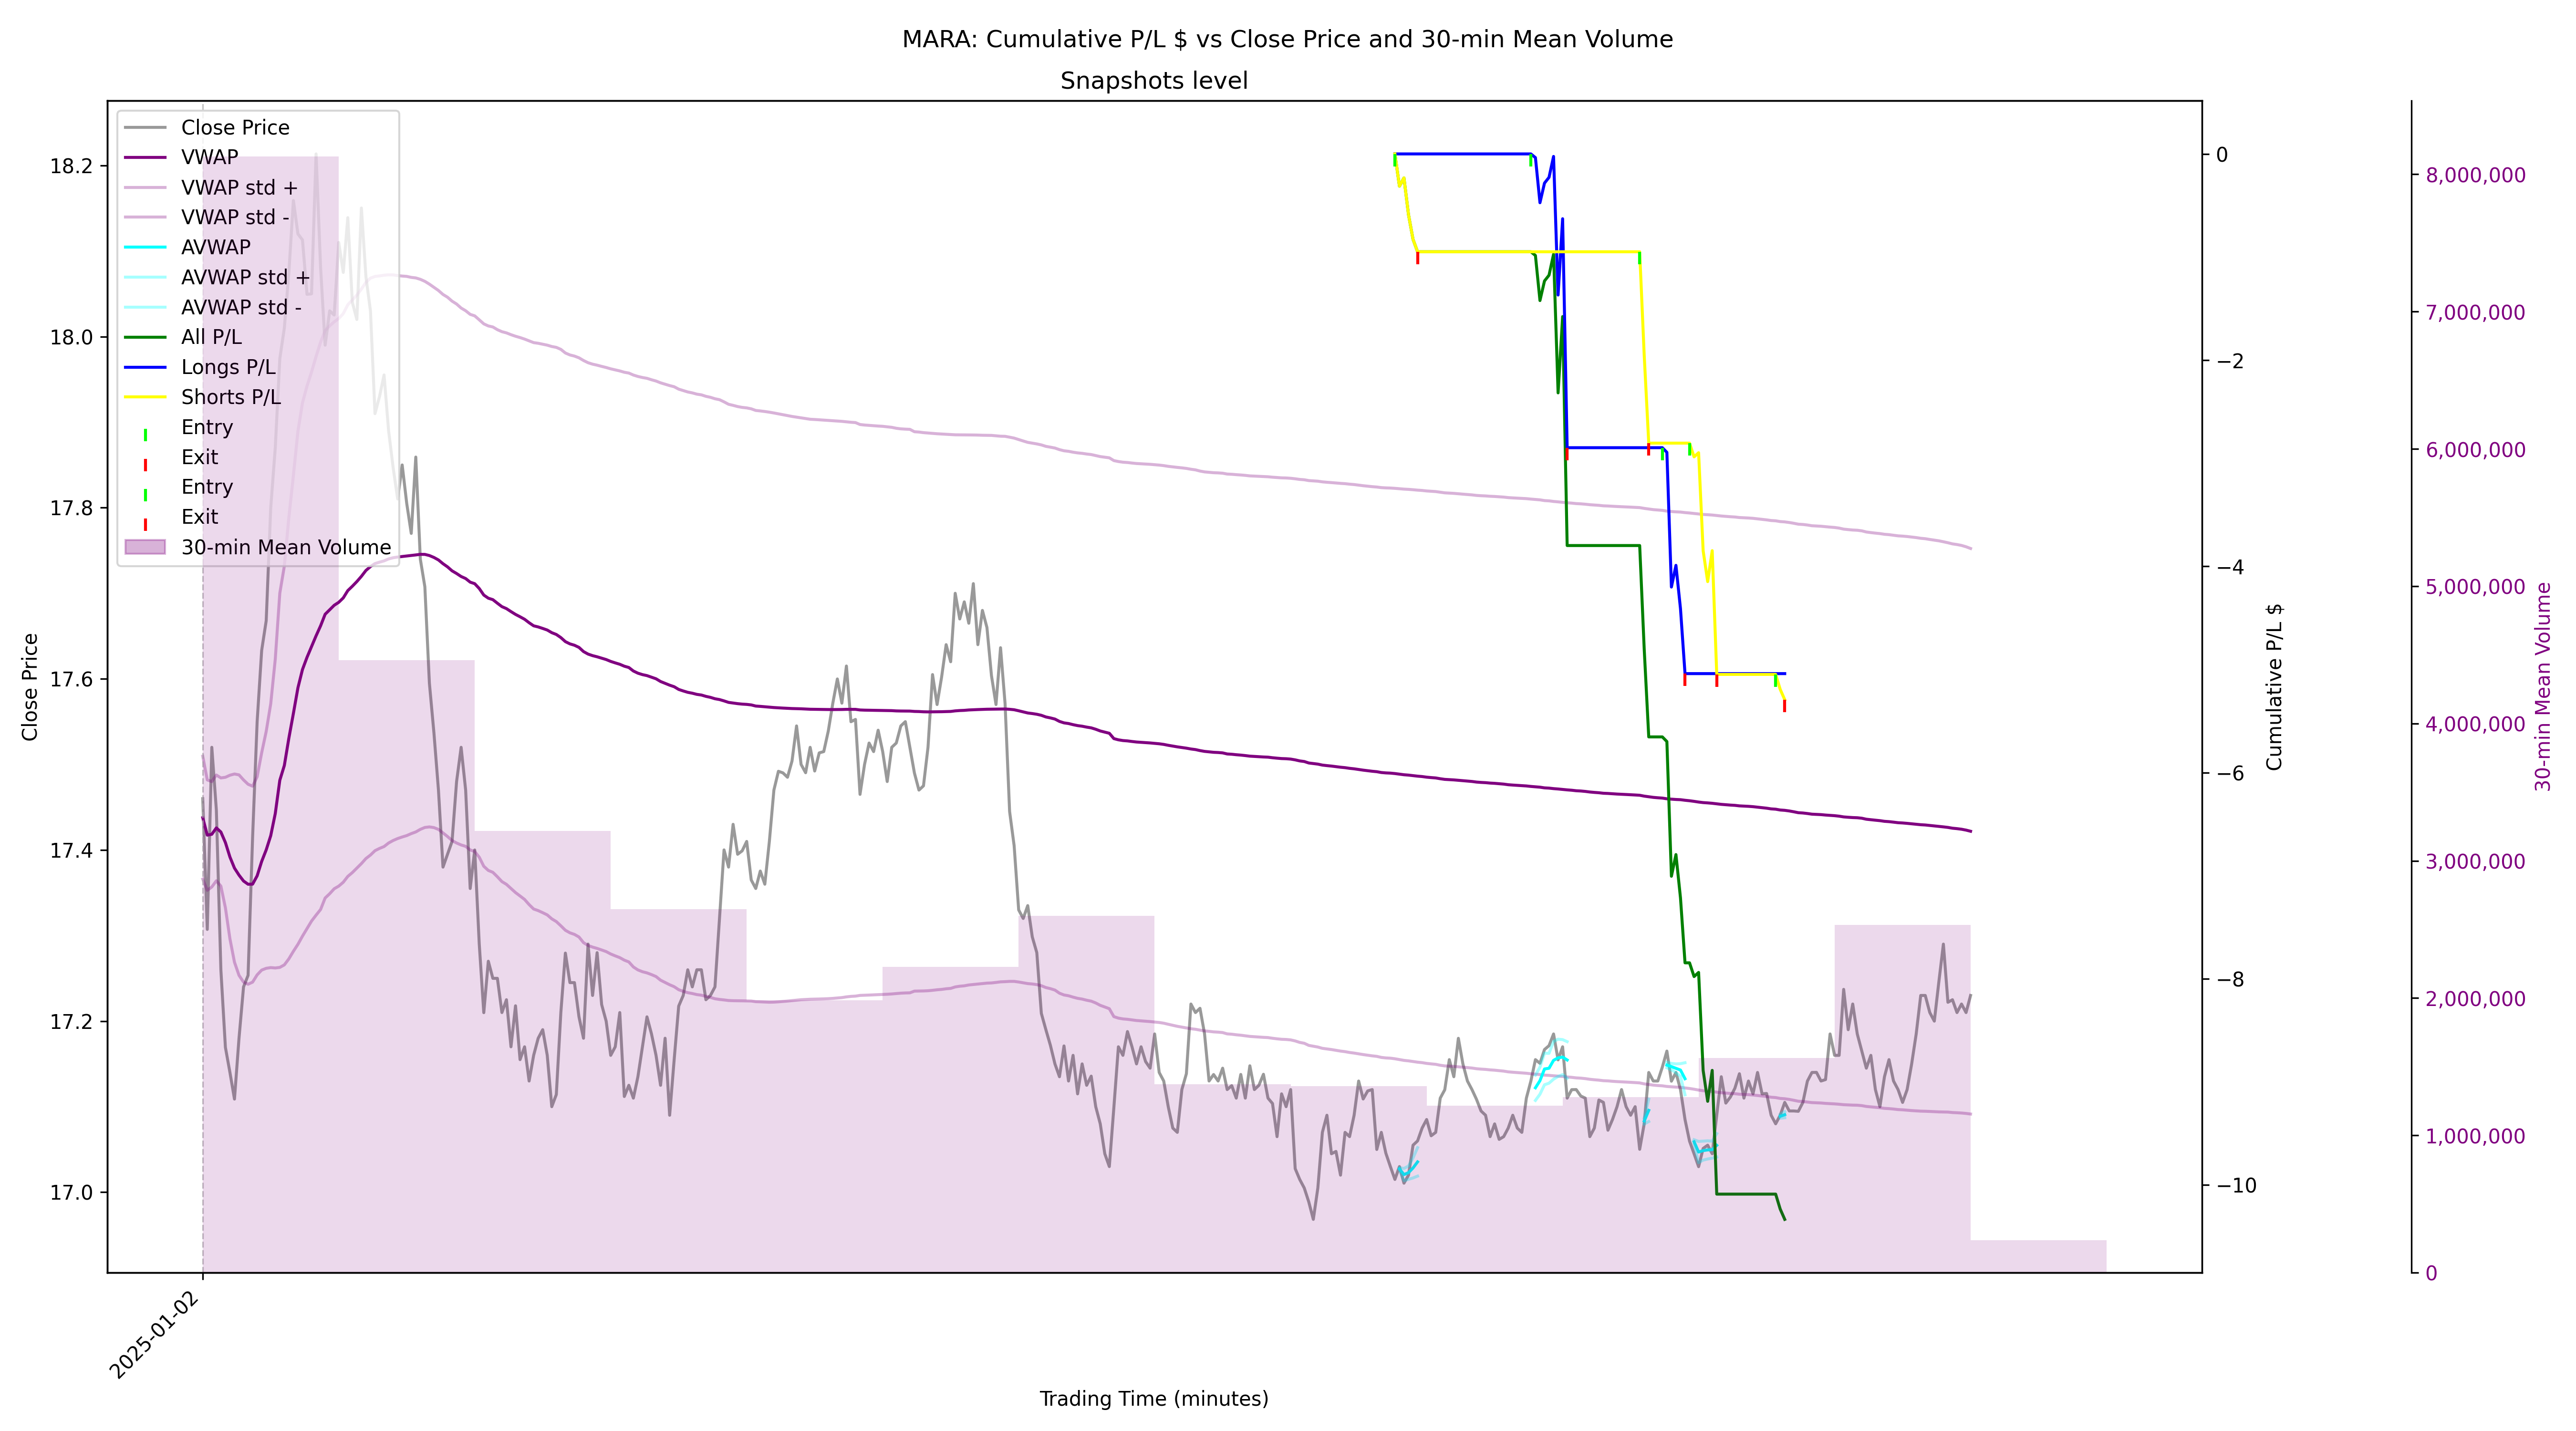 MARA: Cumulative P/L $ vs Close Price and 30-min Mean Volume
Snapshots level
Close Price
VWAP
VWAP std +
VWAP std -
AVWAP
AVWAP std +
AVWAP std -
All P/L
Longs P/L
Shorts P/L
Entry
Exit
Entry
Exit
30-min Mean Volume
18.2
18.0
17.8
17.6
17.4
17.2
17.0
Close Price
0
−2
−4
−6
−8
−10
Cumulative P/L $
8,000,000
7,000,000
6,000,000
5,000,000
4,000,000
3,000,000
2,000,000
1,000,000
0
30-min Mean Volume
2025-01-02
Trading Time (minutes)